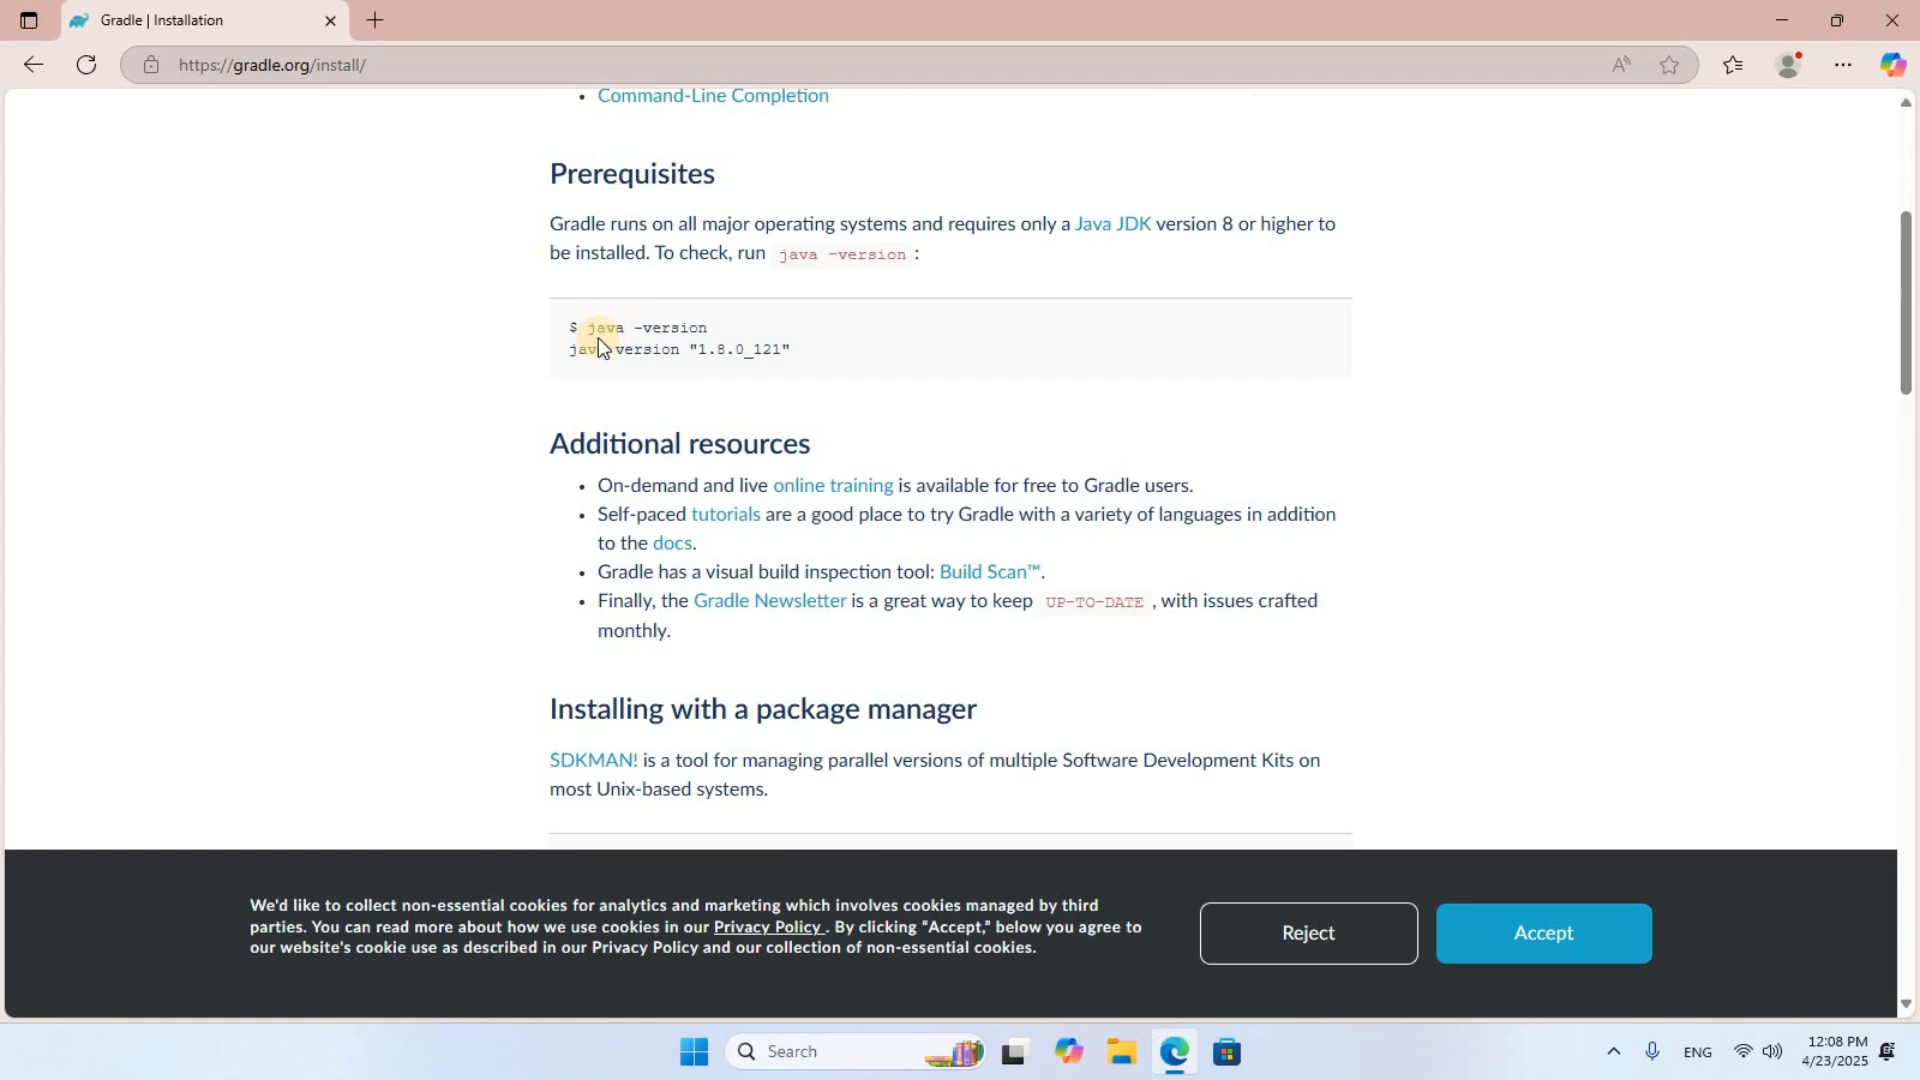 Gradle | Installation
https://gradle.org/install/
Command-Line Completion
Prerequisites
Gradle runs on all major operating systems and requires only a Java JDK version 8 or higher to
be installed. To check, run java -version :
$ java -version
java version "1.8.0_121"
Additional resources
On-demand and live online training is available for free to Gradle users.
Self-paced tutorials are a good place to try Gradle with a variety of languages in addition
to the docs.
Gradle has a visual build inspection tool: Build Scan™.
Finally, the Gradle Newsletter is a great way to keep UP-TO-DATE , with issues crafted
monthly.
Installing with a package manager
SDKMAN! is a tool for managing parallel versions of multiple Software Development Kits on
most Unix-based systems.
We'd like to collect non-essential cookies for analytics and marketing which involves cookies managed by third
parties. You can read more about how we use cookies in our Privacy Policy . By clicking “Accept,” below you agree to
our website's cookie use as described in our Privacy Policy and our collection of non-essential cookies.
Reject
Accept
Search
ENG
12:08 PM
4/23/2025